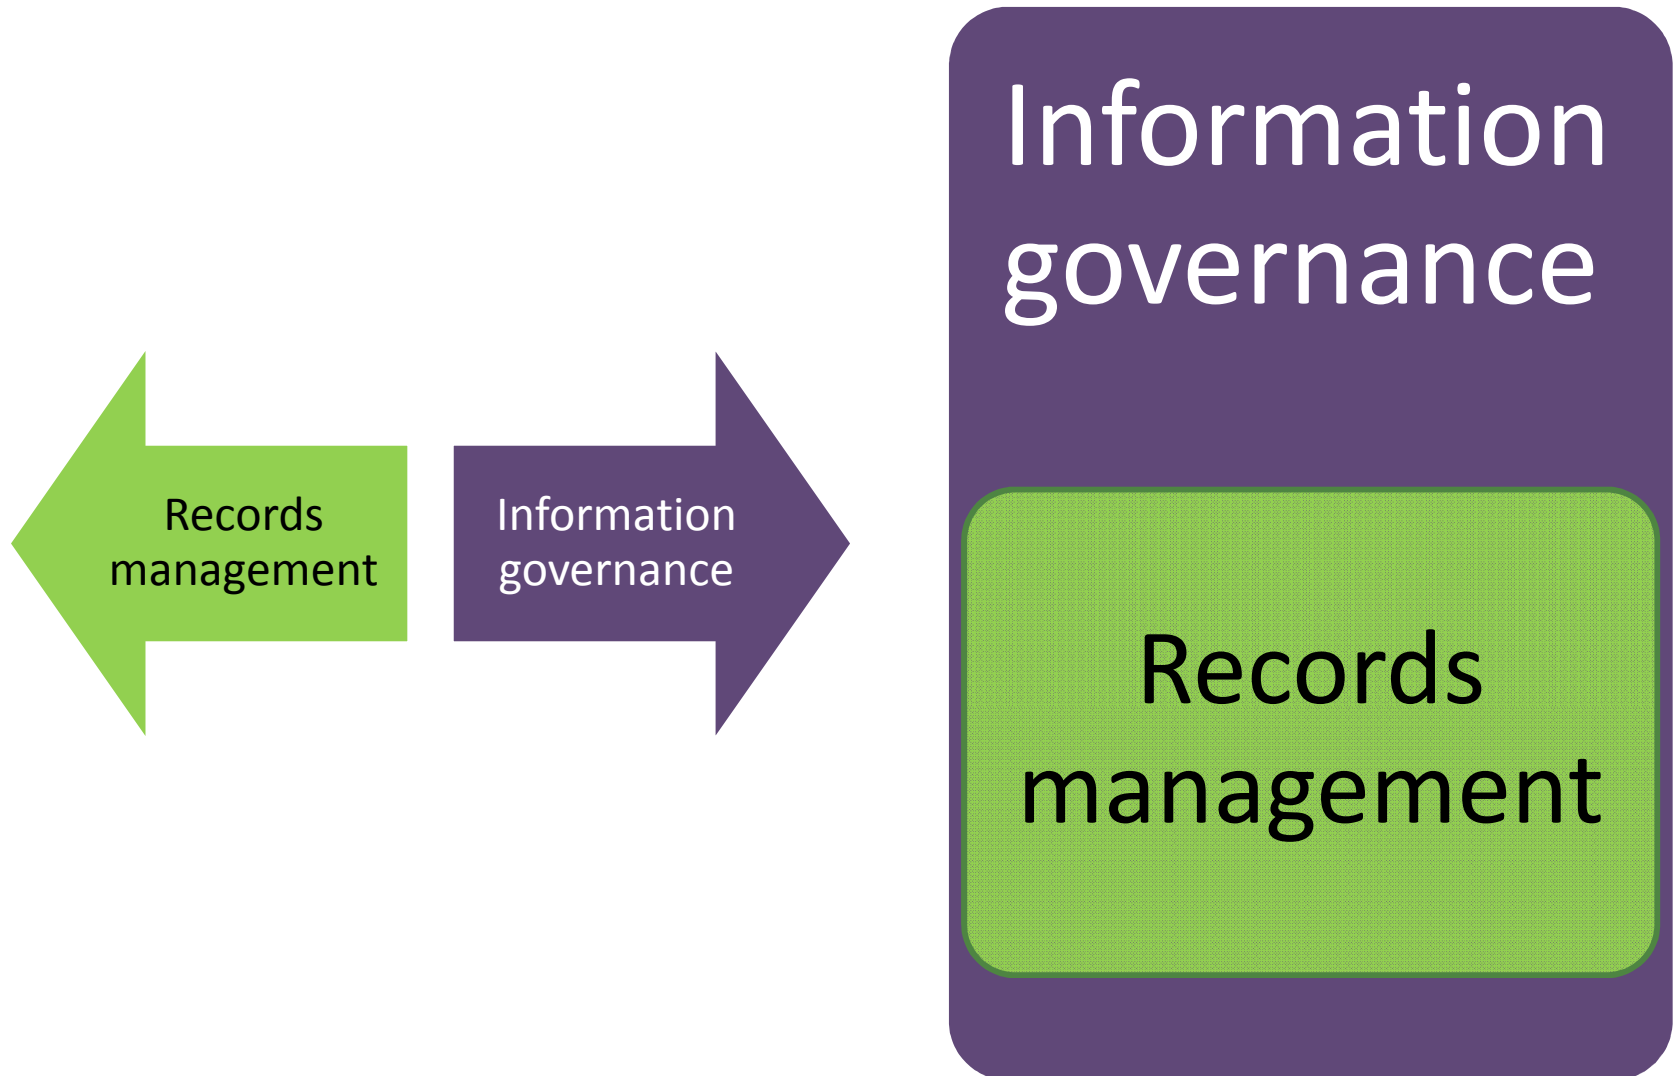 Records
management
Information
governance
Information
governance
Records
management